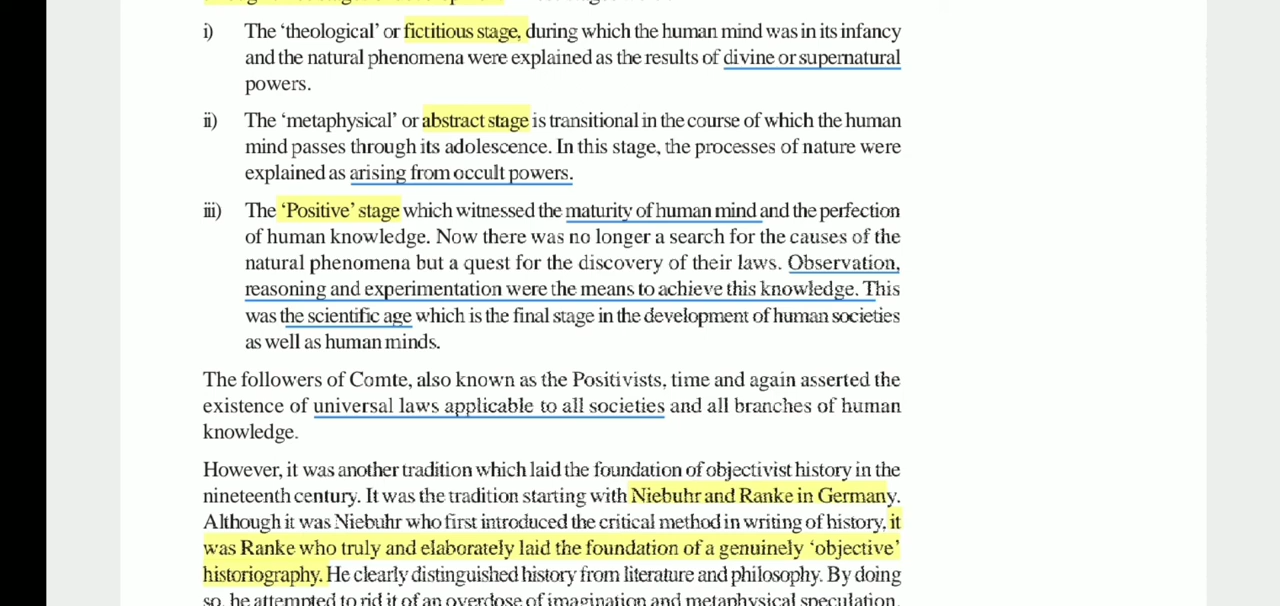 i) The ‘theological’ or fictitious stage, during which the human mind was in its infancy
and the natural phenomena were explained as the results of divine or supernatural
powers.
ii) The ‘metaphysical’ or abstract stage is transitional in the course of which the human
mind passes through its adolescence. In this stage, the processes of nature were
explained as arising from occult powers.
iii) The ‘Positive’ stage which witnessed the maturity of human mind and the perfection
of human knowledge. Now there was no longer a search for the causes of the
natural phenomena but a quest for the discovery of their laws. Observation,
reasoning and experimentation were the means to achieve this knowledge. This
was the scientific age which is the final stage in the development of human societies
as well as human minds.
The followers of Comte, also known as the Positivists, time and again asserted the
existence of universal laws applicable to all societies and all branches of human
knowledge.
However, it was another tradition which laid the foundation of objectivist history in the
nineteenth century. It was the tradition starting with Niebuhr and Ranke in Germany.
Although it was Niebuhr who first introduced the critical method in writing of history, it
was Ranke who truly and elaborately laid the foundation of a genuinely ‘objective’
historiography. He clearly distinguished history from literature and philosophy. By doing
so, he attempted to rid it of an overdose of imagination and metaphysical speculation.